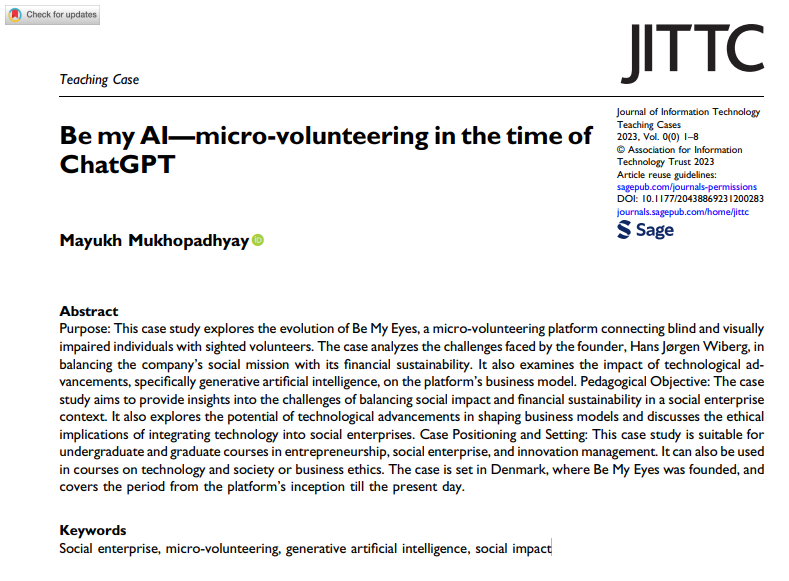 Check for updates
JITTC
Teaching Case
Be my AI—micro-volunteering in the time of
ChatGPT
Journal of Information Technology
Teaching Cases
2023, Vol. 0(0) 1–8
© Association for Information
Technology Trust 2023
Article reuse guidelines:
sagepub.com/journals-permissions
DOI: 10.1177/20438869231200283
journals.sagepub.com/home/jittc
Sage
Mayukh Mukhopadhyay
Abstract
Purpose: This case study explores the evolution of Be My Eyes, a micro-volunteering platform connecting blind and visually
impaired individuals with sighted volunteers. The case analyzes the challenges faced by the founder, Hans Jørgen Wiberg, in
balancing the company's social mission with its financial sustainability. It also examines the impact of technological ad-
vancements, specifically generative artificial intelligence, on the platform's business model. Pedagogical Objective: The case
study aims to provide insights into the challenges of balancing social impact and financial sustainability in a social enterprise
context. It also explores the potential of technological advancements in shaping business models and discusses the ethical
implications of integrating technology into social enterprises. Case Positioning and Setting: This case study is suitable for
undergraduate and graduate courses in entrepreneurship, social enterprise, and innovation management. It can also be used
in courses on technology and society or business ethics. The case is set in Denmark, where Be My Eyes was founded, and
covers the period from the platform's inception till the present day.
Keywords
Social enterprise, micro-volunteering, generative artificial intelligence, social impact